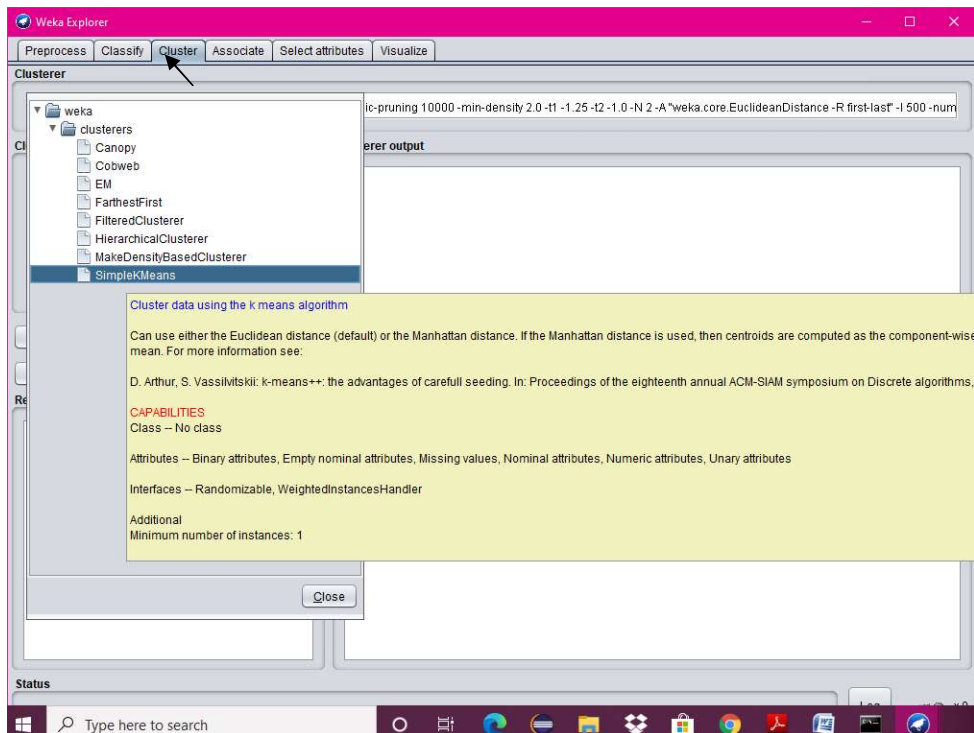 Weka Explorer
Preprocess Classify Cluster Associate Select attributes Visualize
Clusterer
ic-pruning 10000 -min-density 2.0 -t1 -1.25 -t2 -1.0 -N 2 -A "weka.core.EuclideanDistance -R first-last" -I 500 -num
weka
clusterers
Canopy
Cobweb
EM
FarthestFirst
FilteredClusterer
HierarchicalClusterer
MakeDensityBasedClusterer
SimpleKMeans
Cl
erer output
Cluster data using the k means algorithm
Can use either the Euclidean distance (default) or the Manhattan distance. If the Manhattan distance is used, then centroids are computed as the component-wise
mean. For more information see:
D. Arthur, S. Vassilvitskii: k-means++: the advantages of carefull seeding. In: Proceedings of the eighteenth annual ACM-SIAM symposium on Discrete algorithms,
CAPABILITIES
Class -- No class
Attributes -- Binary attributes, Empty nominal attributes, Missing values, Nominal attributes, Numeric attributes, Unary attributes
Interfaces -- Randomizable, WeightedInstancesHandler
Additional
Minimum number of instances: 1
Re
Close
Status
Log
x 0
Type here to search